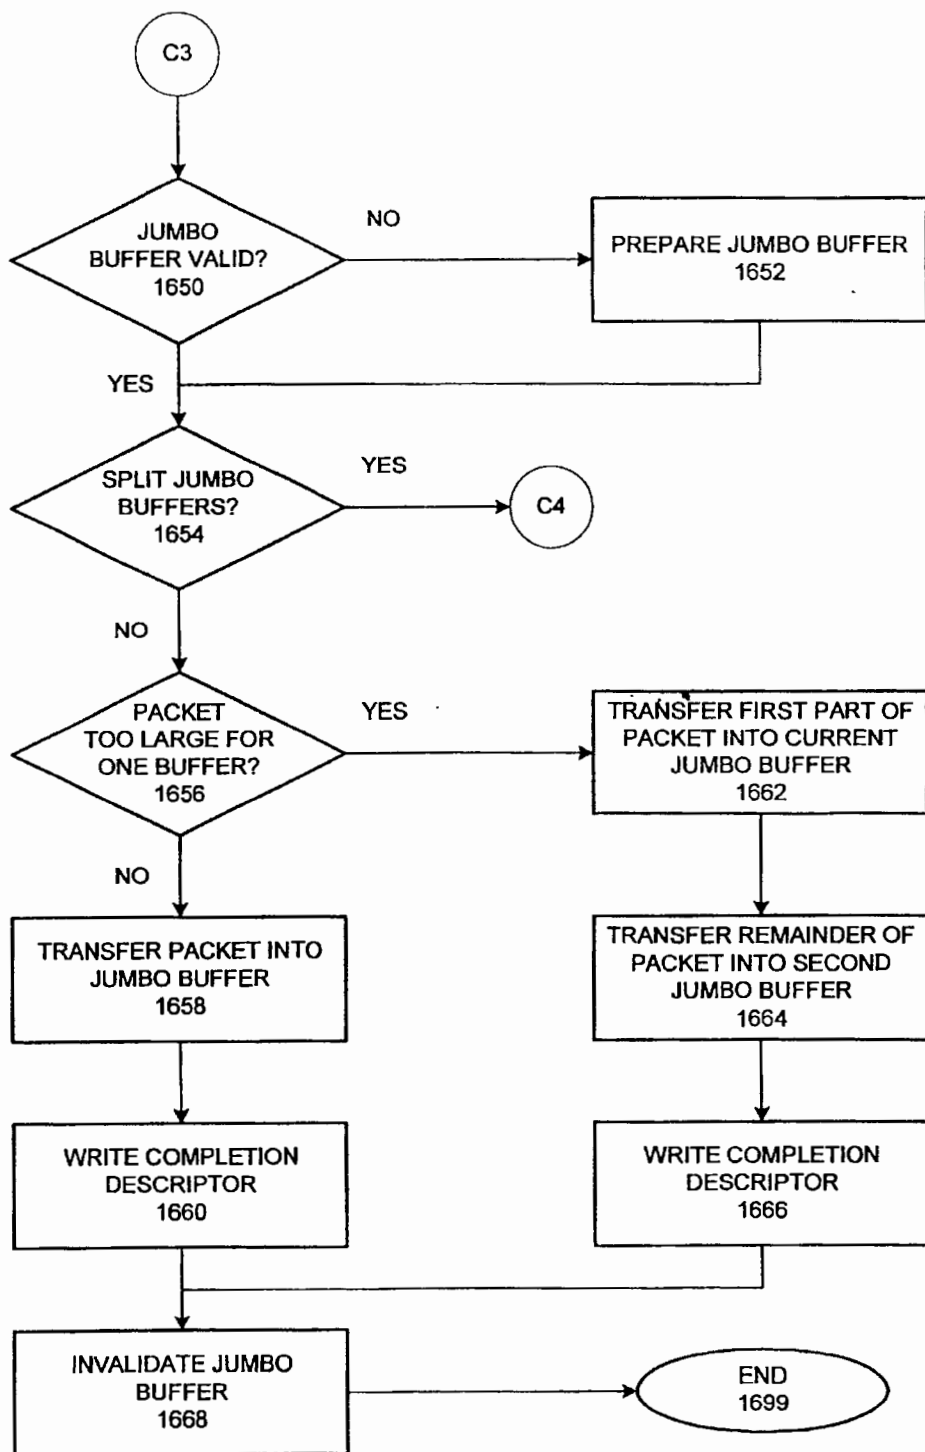 C3
JUMBO
BUFFER VALID?
1650
NO
PREPARE JUMBO BUFFER
1652
YES
SPLIT JUMBO
BUFFERS?
1654
YES
C4
NO
PACKET
TOO LARGE FOR
ONE BUFFER?
1656
YES
TRANSFER FIRST PART OF
PACKET INTO CURRENT
JUMBO BUFFER
1662
NO
TRANSFER PACKET INTO
JUMBO BUFFER
1658
TRANSFER REMAINDER OF
PACKET INTO SECOND
JUMBO BUFFER
1664
WRITE COMPLETION
DESCRIPTOR
1660
WRITE COMPLETION
DESCRIPTOR
1666
INVALIDATE JUMBO
BUFFER
1668
END
1699